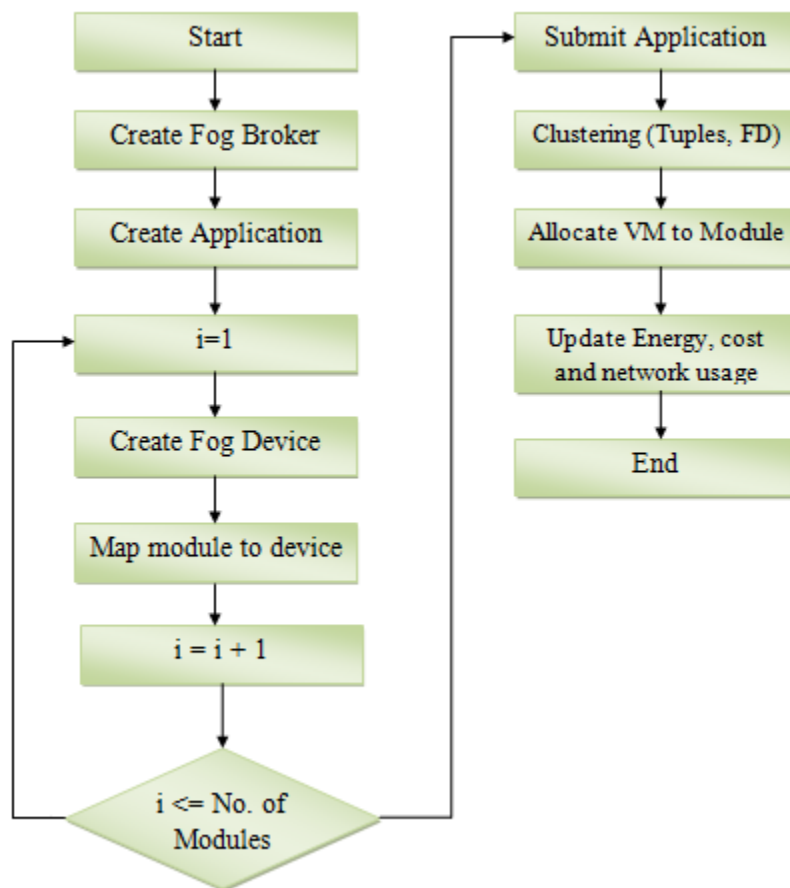 Start
Create Fog Broker
Create Application
i=1
Create Fog Device
Map module to device
i = i + 1
i <= No. of
Modules
Submit Application
Clustering (Tuples, FD)
Allocate VM to Module
Update Energy, cost
and network usage
End